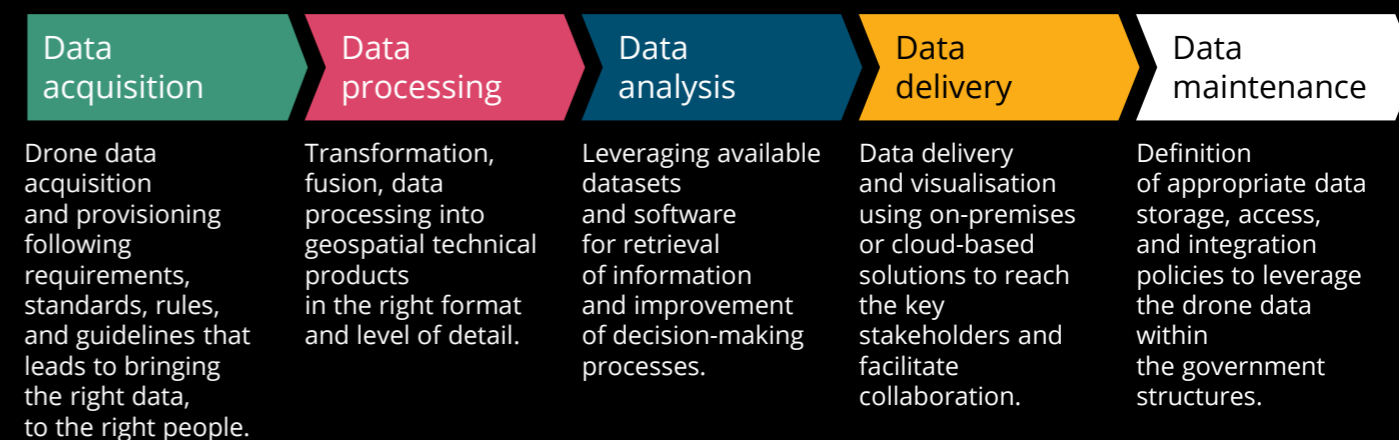 Data
acquisition
Drone data
acquisition
and provisioning
following
requirements,
standards, rules,
and guidelines that
leads to bringing
the right data,
to the right people.
Data
processing
Transformation,
fusion, data
processing into
geospatial technical
products
in the right format
and level of detail.
Data
analysis
Leveraging available
datasets
and software
for retrieval
of information
and improvement
of decision-making
processes.
Data
delivery
Data delivery
and visualisation
using on-premises
or cloud-based
solutions to reach
the key
stakeholders and
facilitate
collaboration.
Data
maintenance
Definition
of appropriate data
storage, access,
and integration
policies to leverage
the drone data
within
the government
structures.